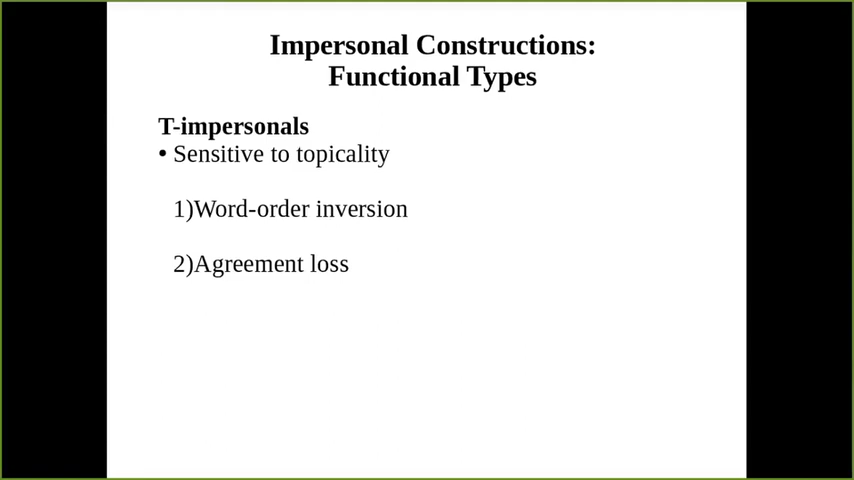 Impersonal Constructions:
Functional Types
T-impersonals
• Sensitive to topicality
1)Word-order inversion
2)Agreement loss